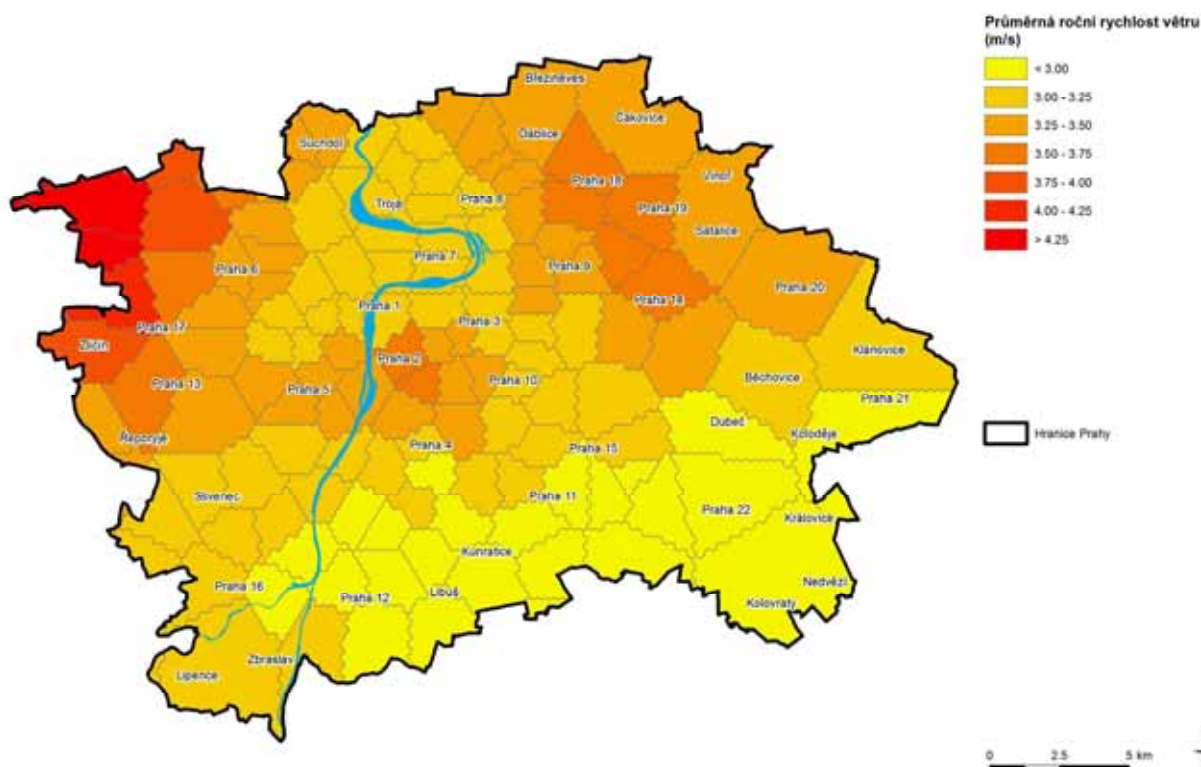 Průměrná roční rychlost větru
(m/s)
< 3.00
3.00 - 3.25
3.25 - 3.50
3.50 - 3.75
3.75 - 4.00
4.00 - 4.25
> 4.25
Hranice Prahy
0 2.5 5 km
Březiněves
Čakovice
Ďáblice
Suchdol
Praha 18
Vinoř
Praha 8
Troja
Praha 19
Satalice
Praha 7
Praha 6
Praha 9
Praha 20
Praha 14
Praha 1
Praha 3
Praha 17
Zličín
Klánovice
Praha 2
Běchovice
Praha 13
Praha 5
Praha 10
Praha 21
Dubeč
Koloděje
Řeporyje
Praha 4
Praha 15
Slivenec
Praha 11
Praha 22
Královice
Kunratice
Praha 16
Praha 12
Libuš
Nedvězí
Kolovraty
Zbraslav
Lipence